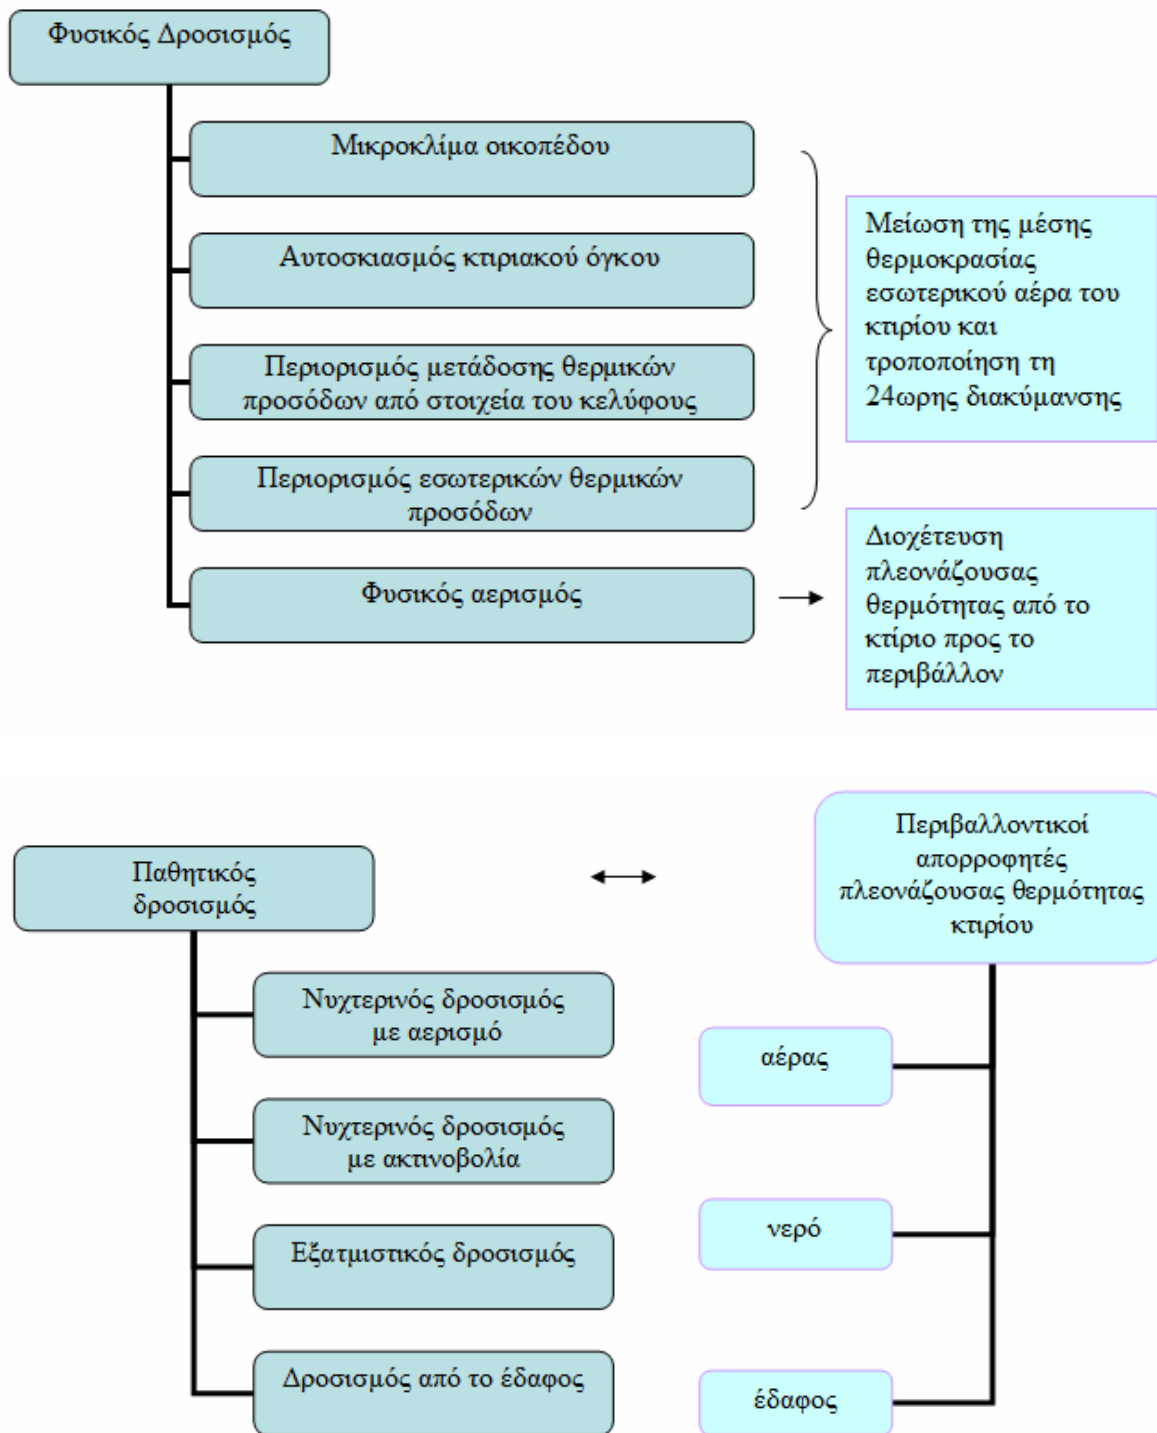 Φυσικός Δροσισμός
Μικροκλίμα οικοπέδου
Αυτοσκιασμός κτιριακού όγκου
Περιορισμός μετάδοσης θερμικών
προσόδων από στοιχεία του κελύφους
Περιορισμός εσωτερικών θερμικών
προσόδων
Φυσικός αερισμός
Μείωση της μέσης
θερμοκρασίας
εσωτερικού αέρα του
κτιρίου και
τροποποίηση τη
24ωρης διακύμανσης
Διοχέτευση
πλεονάζουσας
θερμότητας από το
κτίριο προς το
περιβάλλον
Παθητικός
δροσισμός
Νυχτερινός δροσισμός
με αερισμό
Νυχτερινός δροσισμός
με ακτινοβολία
Εξατμιστικός δροσισμός
Δροσισμός από το έδαφος
Περιβαλλοντικοί
απορροφητές
πλεονάζουσας θερμότητας
κτιρίου
αέρας
νερό
έδαφος